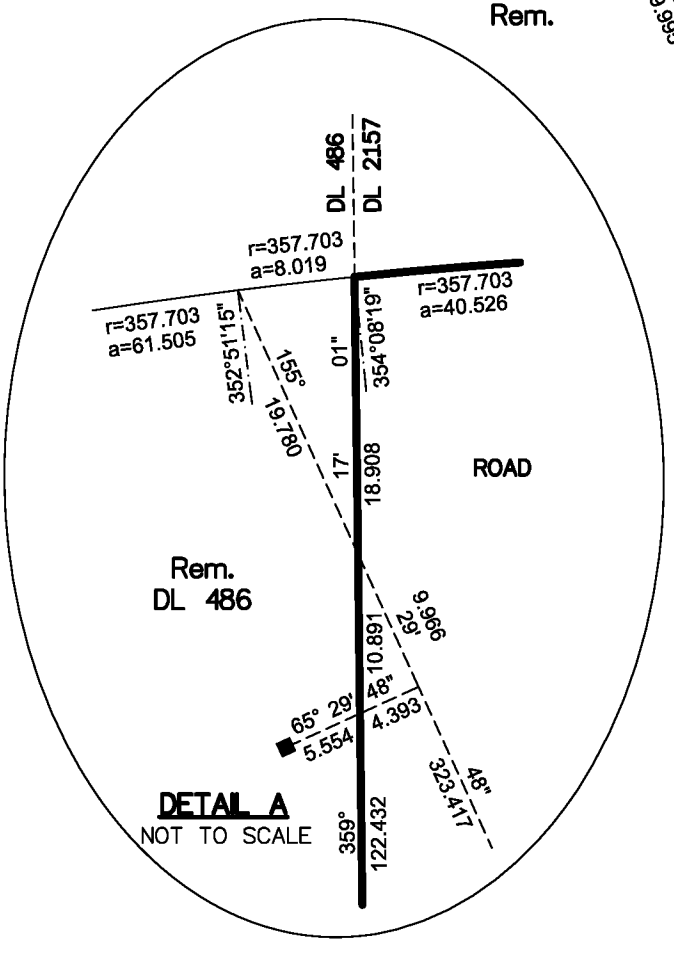 Rem.
9.995
DL 486
DL 2157
r=357.703
a=8.019
r=357.703
a=40.526
r=357.703
a=61.505
352°51'15"
354°08'19"
155°
19.780
01"
17'
18.908
ROAD
Rem.
DL 486
9.966
29'
10.891
65° 29' 48"
5.554
4.393
48"
323.417
DETAIL A
NOT TO SCALE
359°
122.432